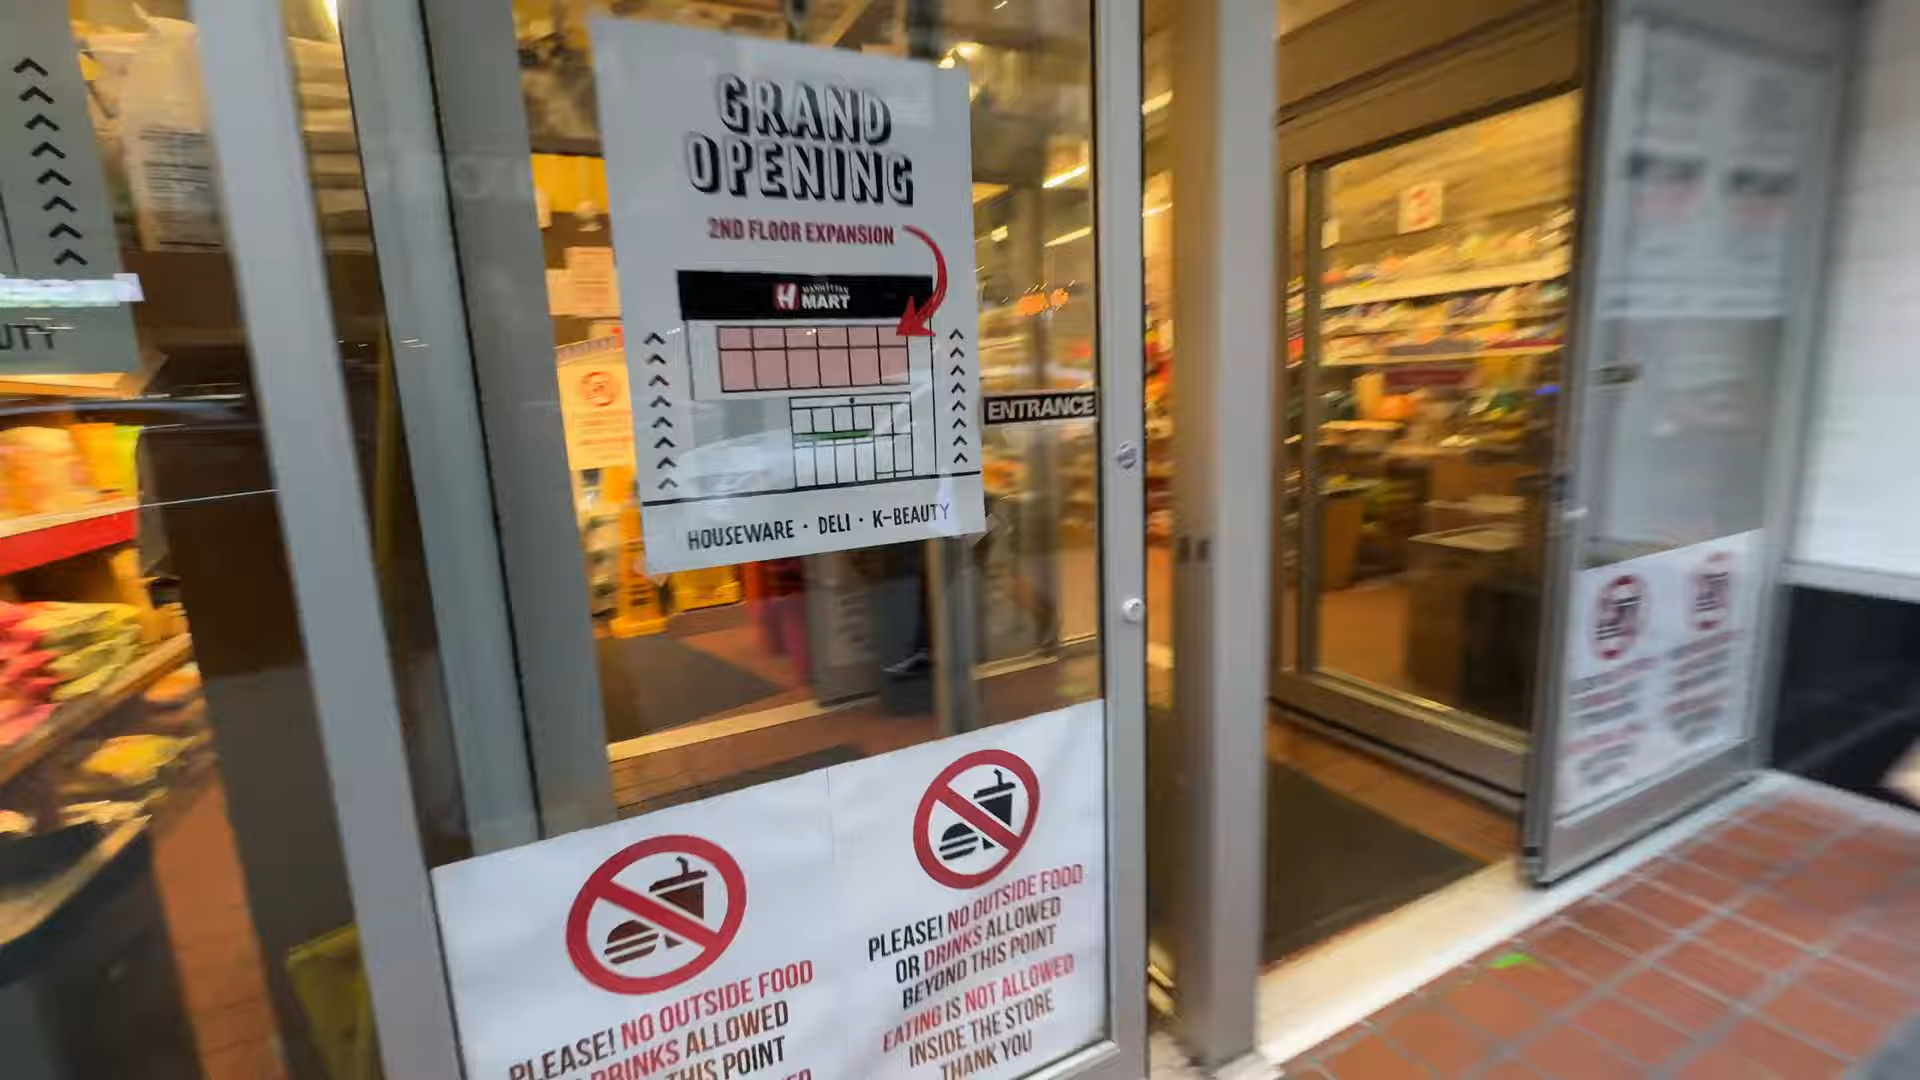 GRAND
OPENING
2ND FLOOR EXPANSION
H MANHATTAN
MART
HOUSEWARE · DELI · K-BEAUTY
ENTRANCE
UTY
PLEASE! NO OUTSIDE FOOD
DRINKS ALLOWED
THIS POINT
PLEASE! NO OUTSIDE FOOD
OR DRINKS ALLOWED
BEYOND THIS POINT
EATING IS NOT ALLOWED
INSIDE THE STORE
THANK YOU